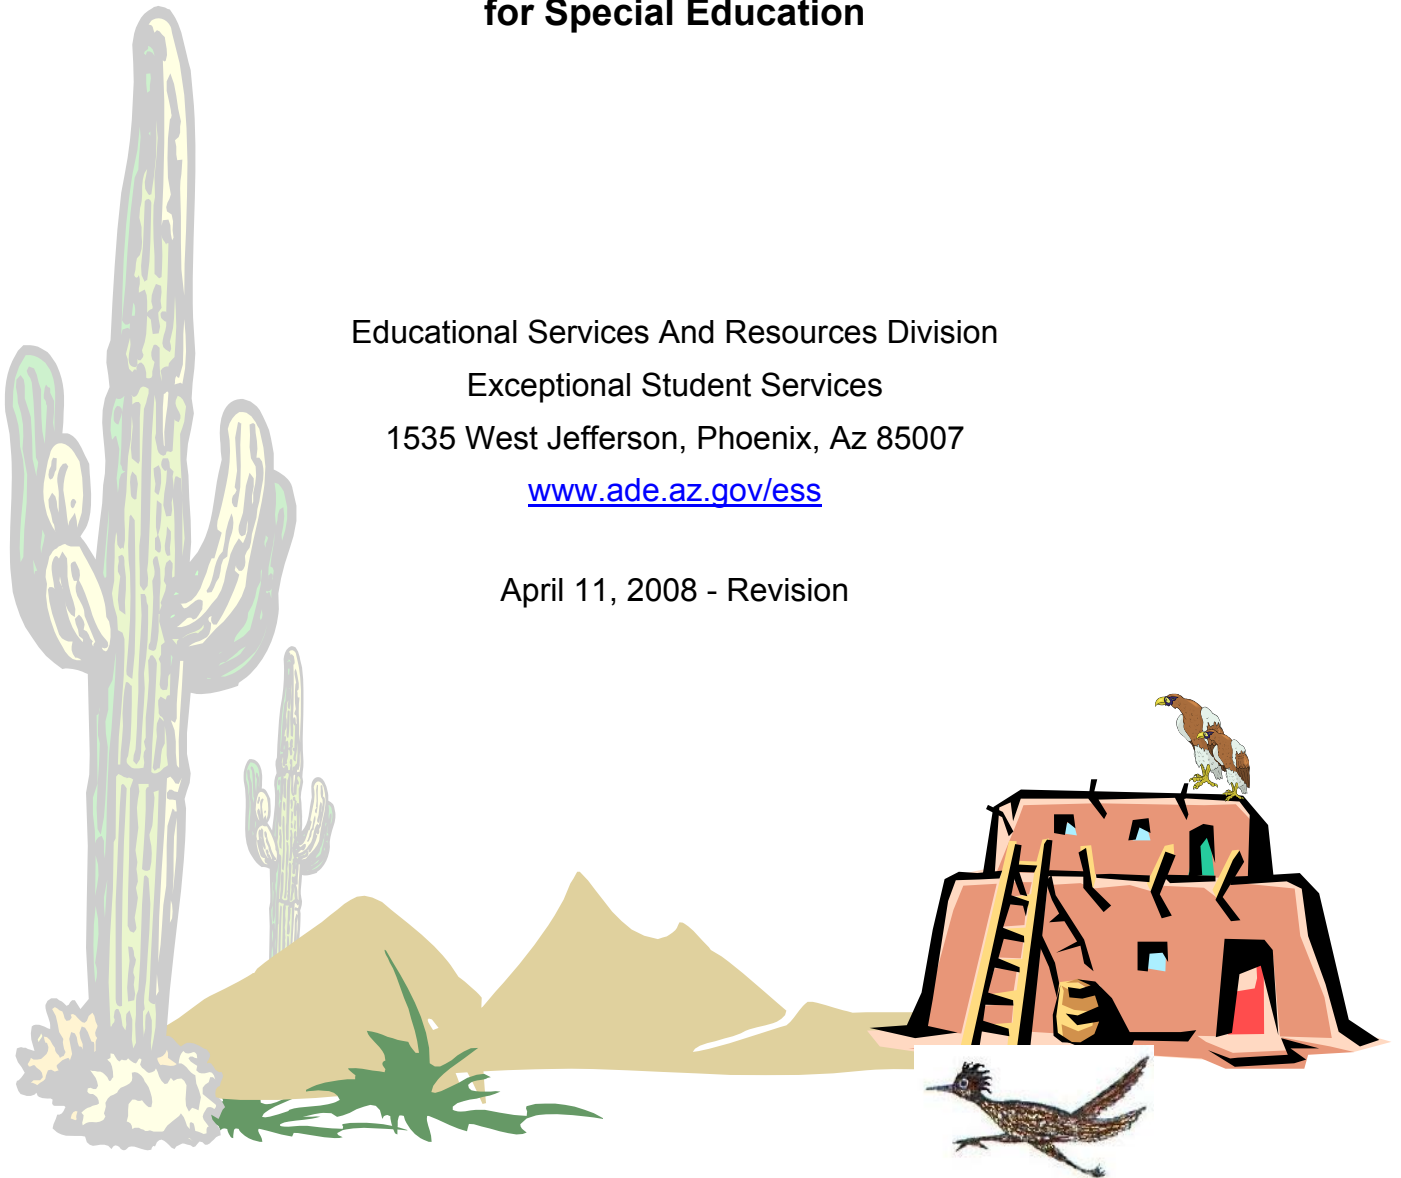 for Special Education
Educational Services And Resources Division
Exceptional Student Services
1535 West Jefferson, Phoenix, Az 85007
www.ade.az.gov/ess
April 11, 2008 - Revision